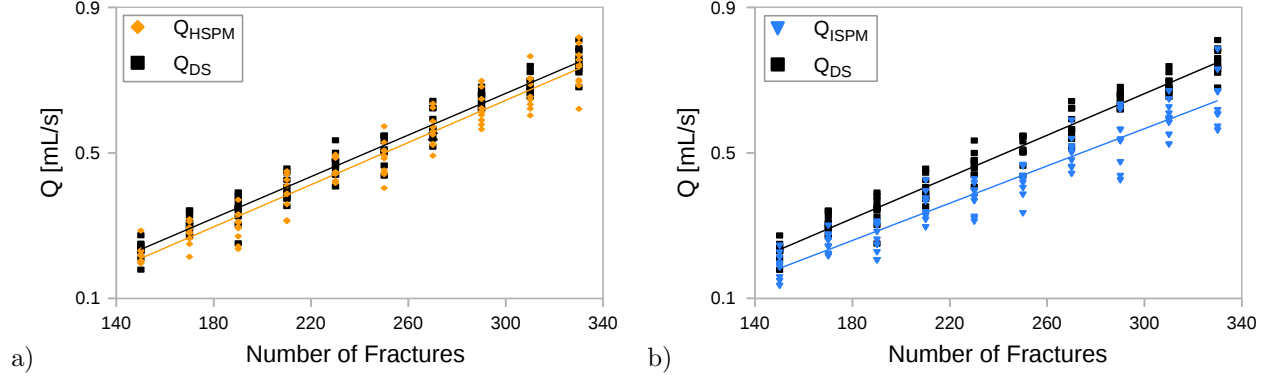 0.9
Q_HSPM
Q_DS
0.5
Q [mL/s]
0.1
140 180 220 260 300 340
Number of Fractures
a)
0.9
Q_ISPM
Q_DS
0.5
Q [mL/s]
0.1
140 180 220 260 300 340
Number of Fractures
b)